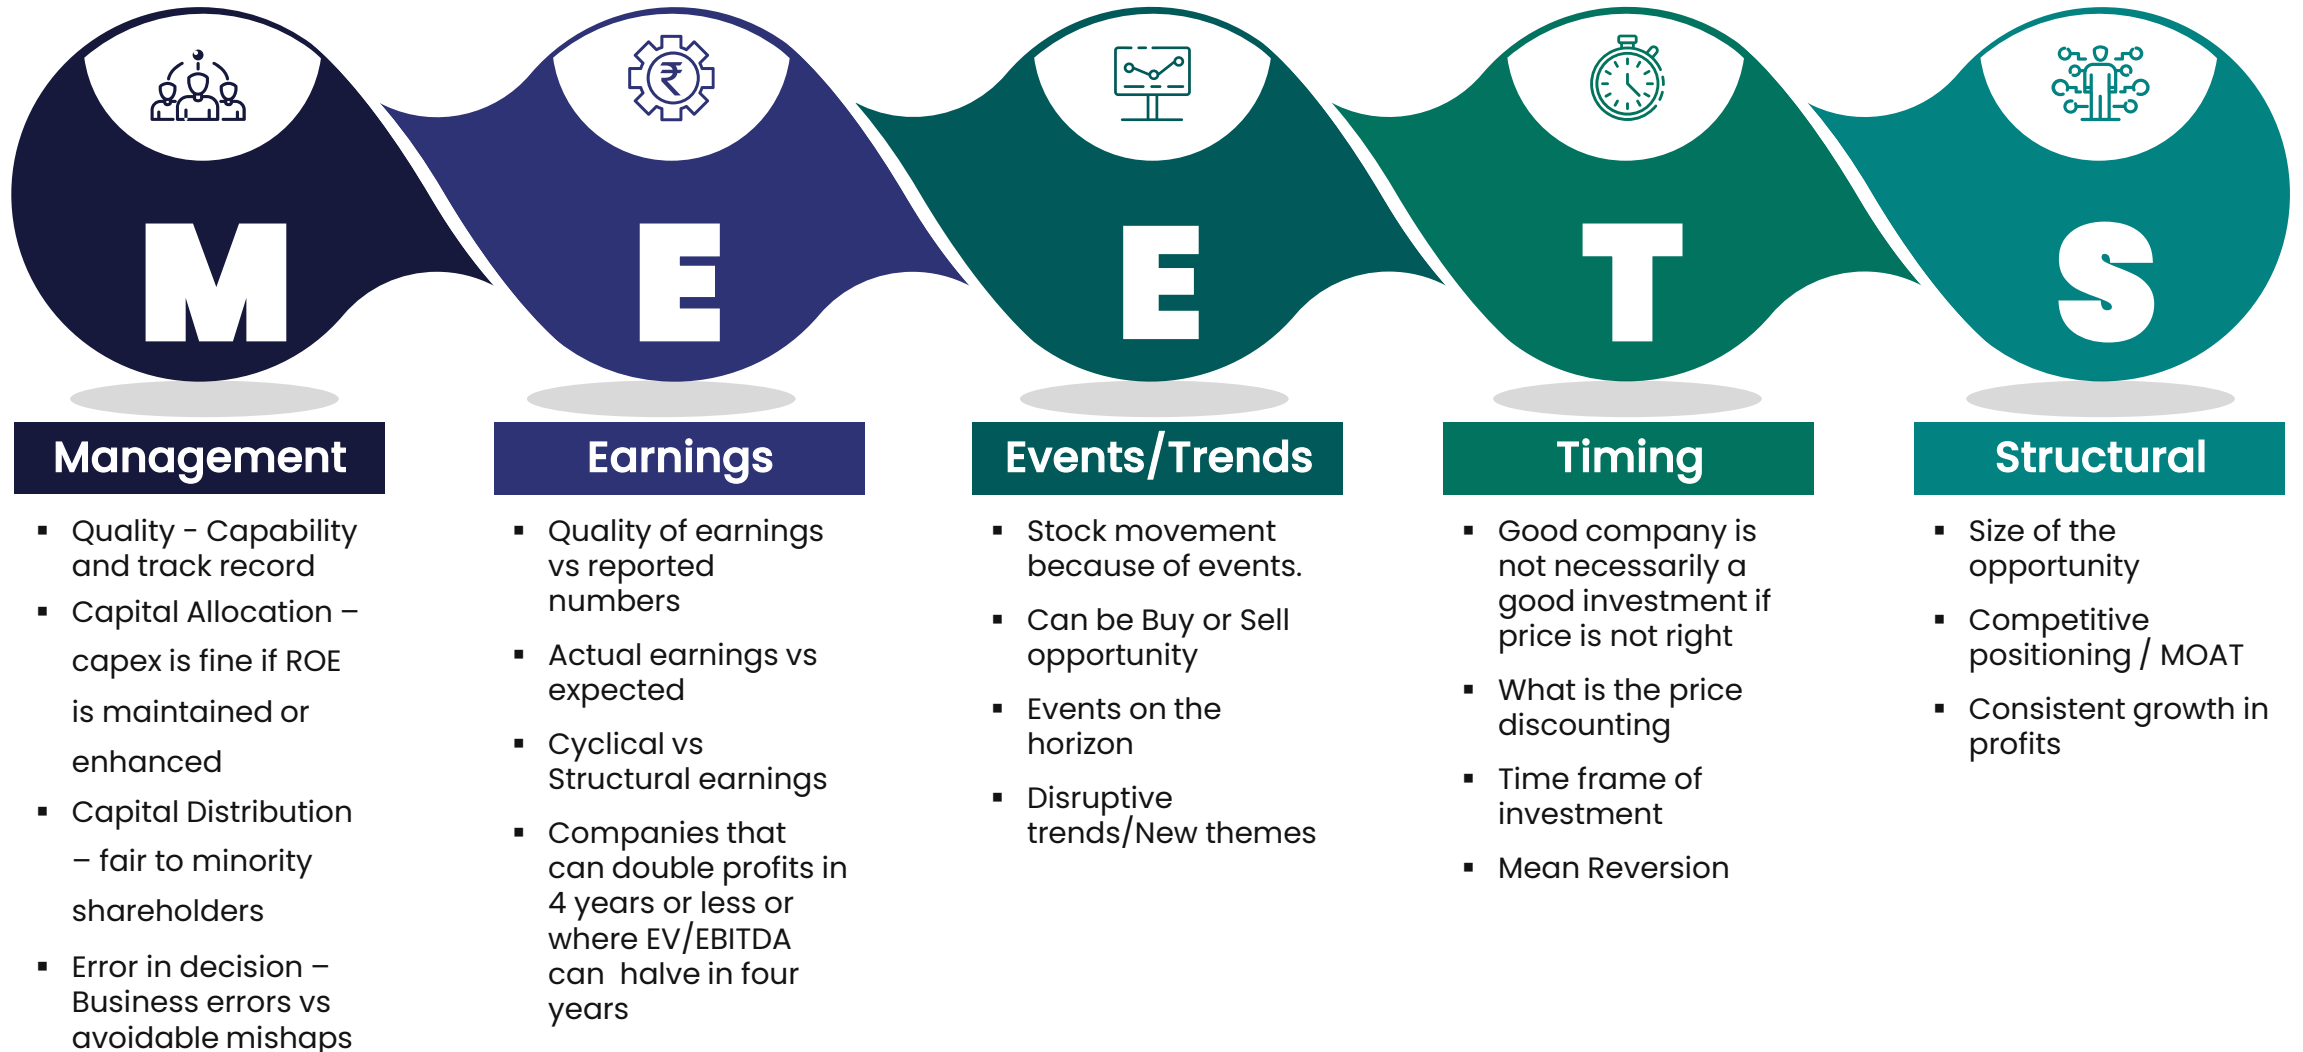 M
E
E
T
S
Management
Quality - Capability
and track record
Capital Allocation –
capex is fine if ROE
is maintained or
enhanced
Capital Distribution
– fair to minority
shareholders
Error in decision –
Business errors vs
avoidable mishaps
Earnings
Quality of earnings
vs reported
numbers
Actual earnings vs
expected
Cyclical vs
Structural earnings
Companies that
can double profits in
4 years or less or
where EV/EBITDA
can halve in four
years
Events/Trends
Stock movement
because of events.
Can be Buy or Sell
opportunity
Events on the
horizon
Disruptive
trends/New themes
Timing
Good company is
not necessarily a
good investment if
price is not right
What is the price
discounting
Time frame of
investment
Mean Reversion
Structural
Size of the
opportunity
Competitive
positioning / MOAT
Consistent growth in
profits